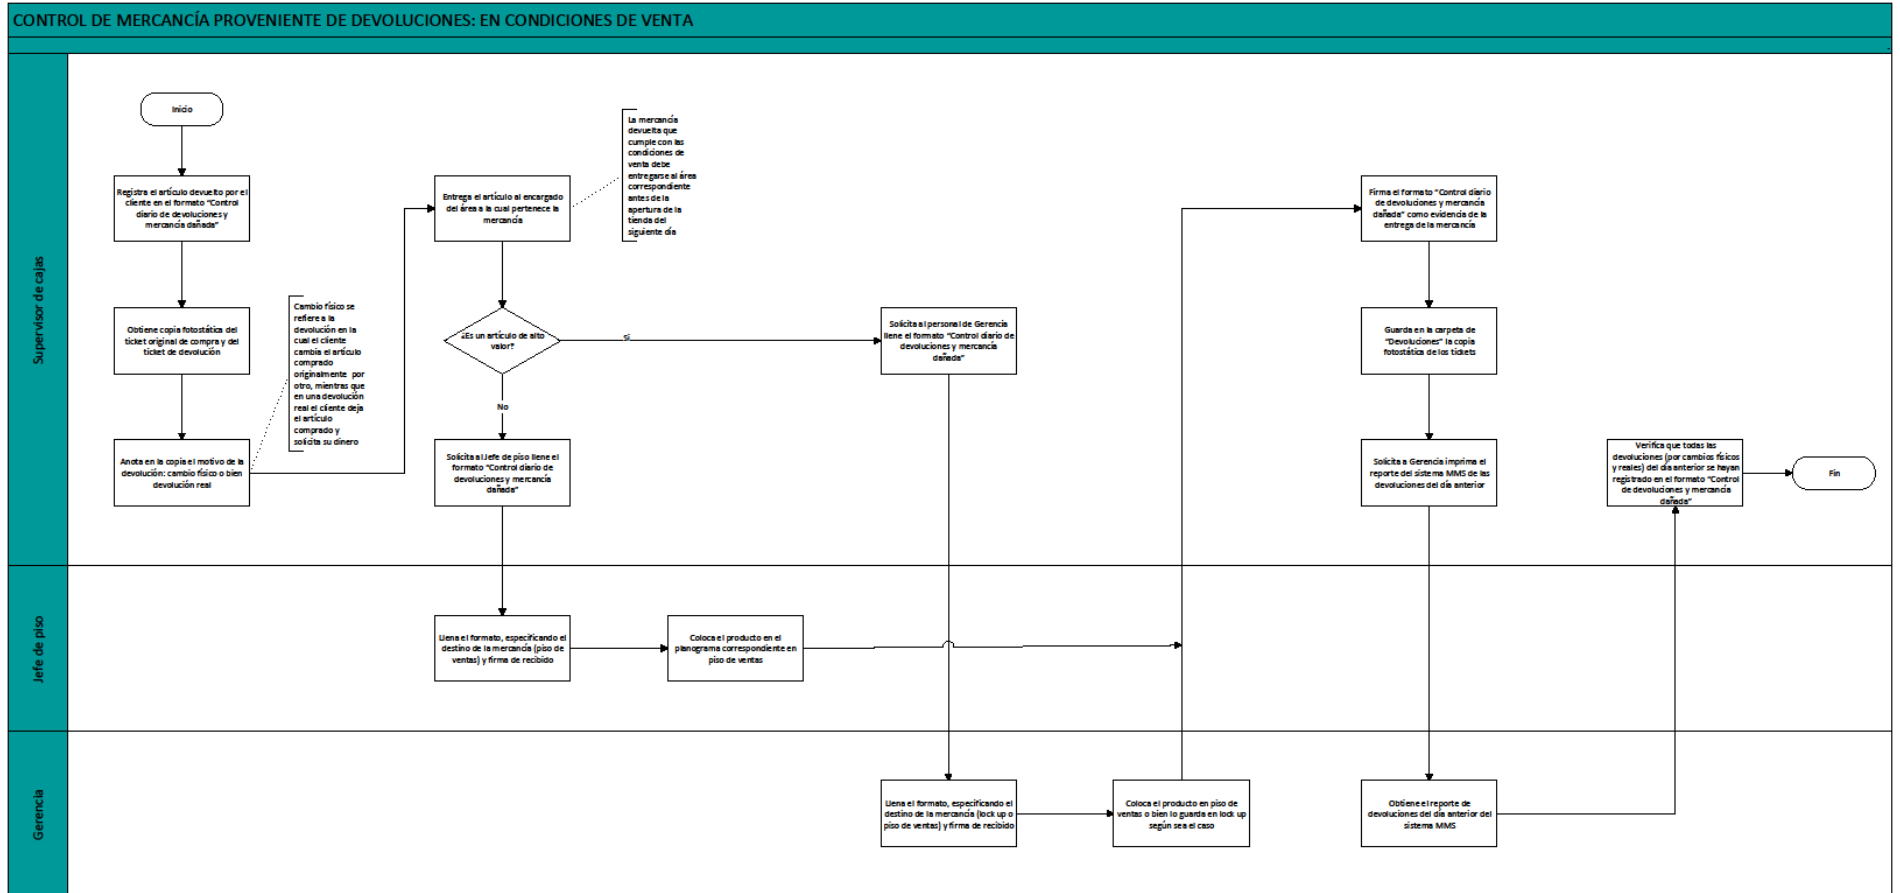 CONTROL DE MERCANCÍA PROVENIENTE DE DEVOLUCIONES: EN CONDICIONES DE VENTA
Supervisor de cajas
Inicio
Registra el artículo devuelto por el
cliente en el formato "Control
diario de devoluciones y
mercancía dañada"
Obtiene copia fotostática del
ticket original de compra y del
ticket de devolución
Anota en la copia el motivo de la
devolución: cambio físico o bien
devolución real
Cambio físico se
refiere a la
devolución en la
cual el cliente
cambia el artículo
comprado
originalmente por
otro, mientras que
en una devolución
real el cliente deja
el artículo
comprado y
solicita su dinero
Entrega el artículo al encargado
del área a la cual pertenece la
mercancía
La mercancía
devuelta que
cumple con las
condiciones de
venta debe
entregarse al área
correspondiente
antes de la
apertura de la
tienda del
siguiente día
¿Es un artículo de alto
valor?
Sí
No
Solicita al Jefe de piso llene el
formato "Control diario de
devoluciones y mercancía
dañada"
Solicita al personal de Gerencia
llene el formato "Control diario de
devoluciones y mercancía
dañada"
Firma el formato "Control diario
de devoluciones y mercancía
dañada" como evidencia de la
entrega de la mercancía
Guarda en la carpeta de
"Devoluciones" la copia
fotostática de los tickets
Solicita a Gerencia imprima el
reporte del sistema MMS de las
devoluciones del día anterior
Verifica que todas las
devoluciones (por cambios físicos
y reales) del día anterior se hayan
registrado en el formato "Control
de devoluciones y mercancía
dañada"
Fin
Jefe de piso
Llena el formato, especificando el
destino de la mercancía (piso de
ventas) y firma de recibido
Coloca el producto en el
planograma correspondiente en
piso de ventas
Gerencia
Llena el formato, especificando el
destino de la mercancía (lock up o
piso de ventas) y firma de recibido
Coloca el producto en piso de
ventas o bien lo guarda en lock up
según sea el caso
Obtiene el reporte de
devoluciones del día anterior del
sistema MMS